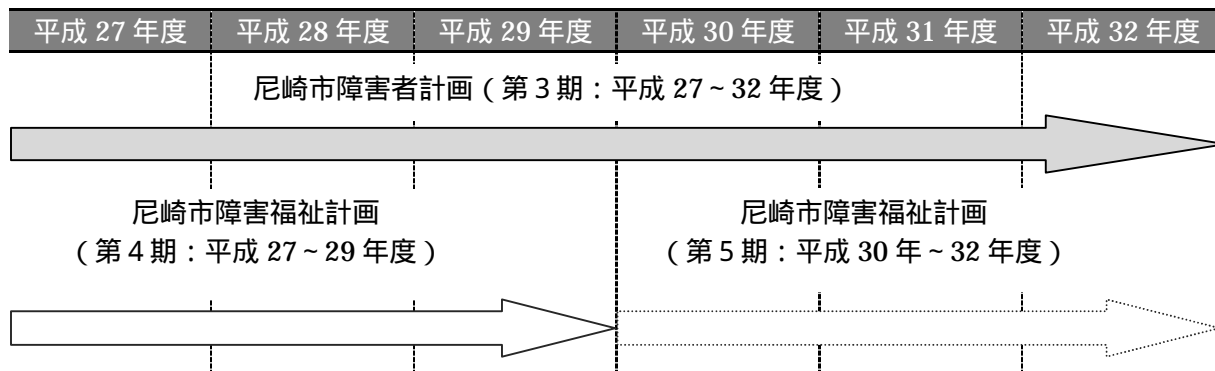 平成 27 年度 平成 28 年度 平成 29 年度 平成 30 年度 平成 31 年度 平成 32 年度
尼崎市障害者計画（第３期：平成 27～32 年度）
尼崎市障害福祉計画
（第４期：平成 27～29 年度）
尼崎市障害福祉計画
（第５期：平成 30 年～32 年度）